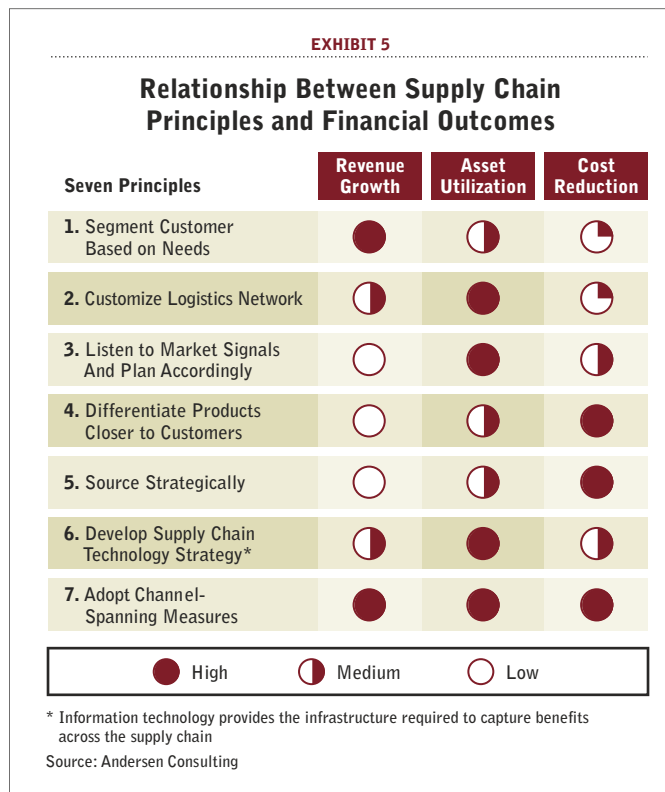 EXHIBIT 5
Relationship Between Supply Chain
Principles and Financial Outcomes
Seven Principles
Revenue
Growth
Asset
Utilization
Cost
Reduction
1. Segment Customer
Based on Needs
2. Customize Logistics Network
3. Listen to Market Signals
And Plan Accordingly
4. Differentiate Products
Closer to Customers
5. Source Strategically
6. Develop Supply Chain
Technology Strategy*
7. Adopt Channel-
Spanning Measures
High
Medium
Low
* Information technology provides the infrastructure required to capture benefits
across the supply chain
Source: Andersen Consulting